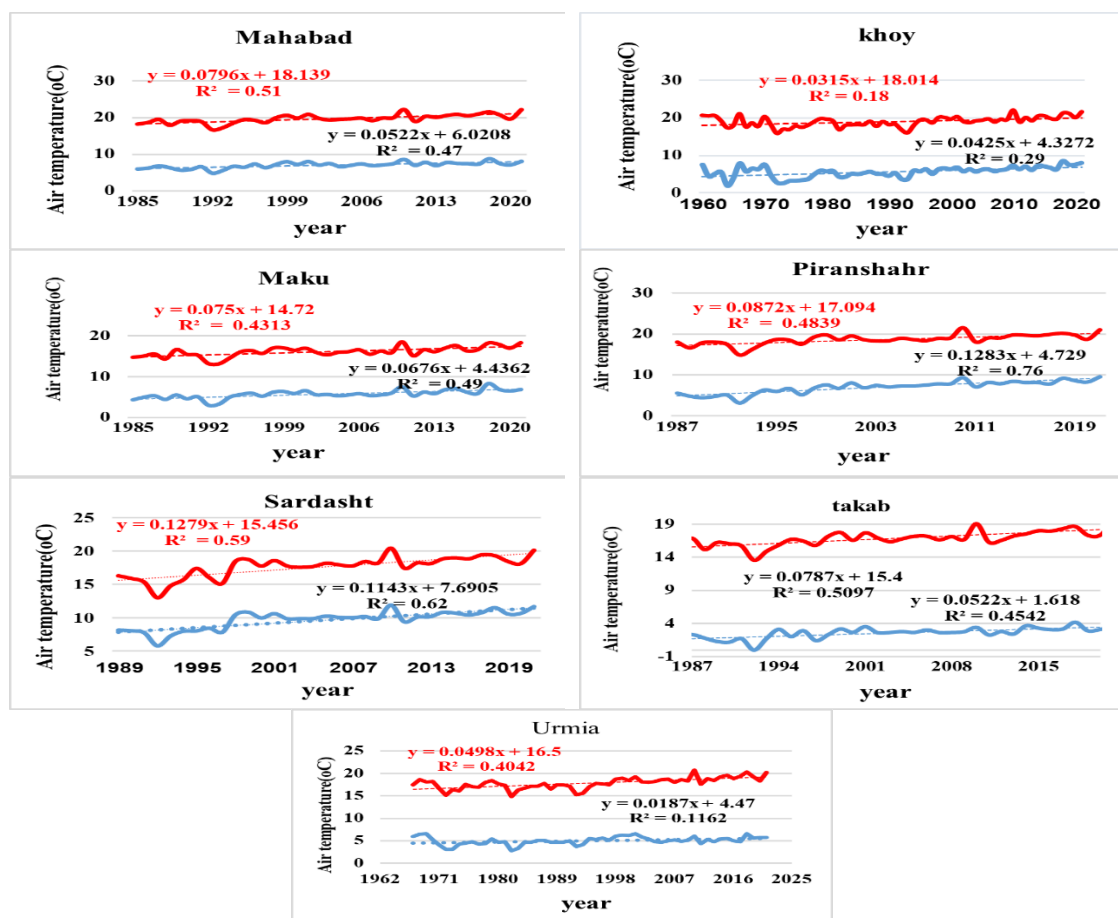 Mahabad
y = 0.0796x + 18.139
R² = 0.51
y = 0.0522x + 6.0208
R² = 0.47
Air temperature(oC)
30
20
10
0
1985 1992 1999 2006 2013 2020
year
khoy
y = 0.0315x + 18.014
R² = 0.18
y = 0.0425x + 4.3272
R² = 0.29
Air temperature(oC)
30
20
10
0
1960 1970 1980 1990 2000 2010 2020
year
Maku
y = 0.075x + 14.72
R² = 0.4313
y = 0.0676x + 4.4362
R² = 0.49
Air temperature(oC)
20
10
0
1985 1992 1999 2006 2013 2020
year
Piranshahr
y = 0.0872x + 17.094
R² = 0.4839
y = 0.1283x + 4.729
R² = 0.76
Air temperature(oC)
30
20
10
0
1987 1995 2003 2011 2019
year
Sardasht
y = 0.1279x + 15.456
R² = 0.59
y = 0.1143x + 7.6905
R² = 0.62
Air temperature(oC)
25
20
15
10
5
1989 1995 2001 2007 2013 2019
year
takab
y = 0.0787x + 15.4
R² = 0.5097
y = 0.0522x + 1.618
R² = 0.4542
Air temperature(oC)
19
14
9
4
-1
1987 1994 2001 2008 2015
year
Urmia
y = 0.0498x + 16.5
R² = 0.4042
y = 0.0187x + 4.47
R² = 0.1162
Air temperature(oC)
25
20
15
10
5
0
1962 1971 1980 1989 1998 2007 2016 2025
year